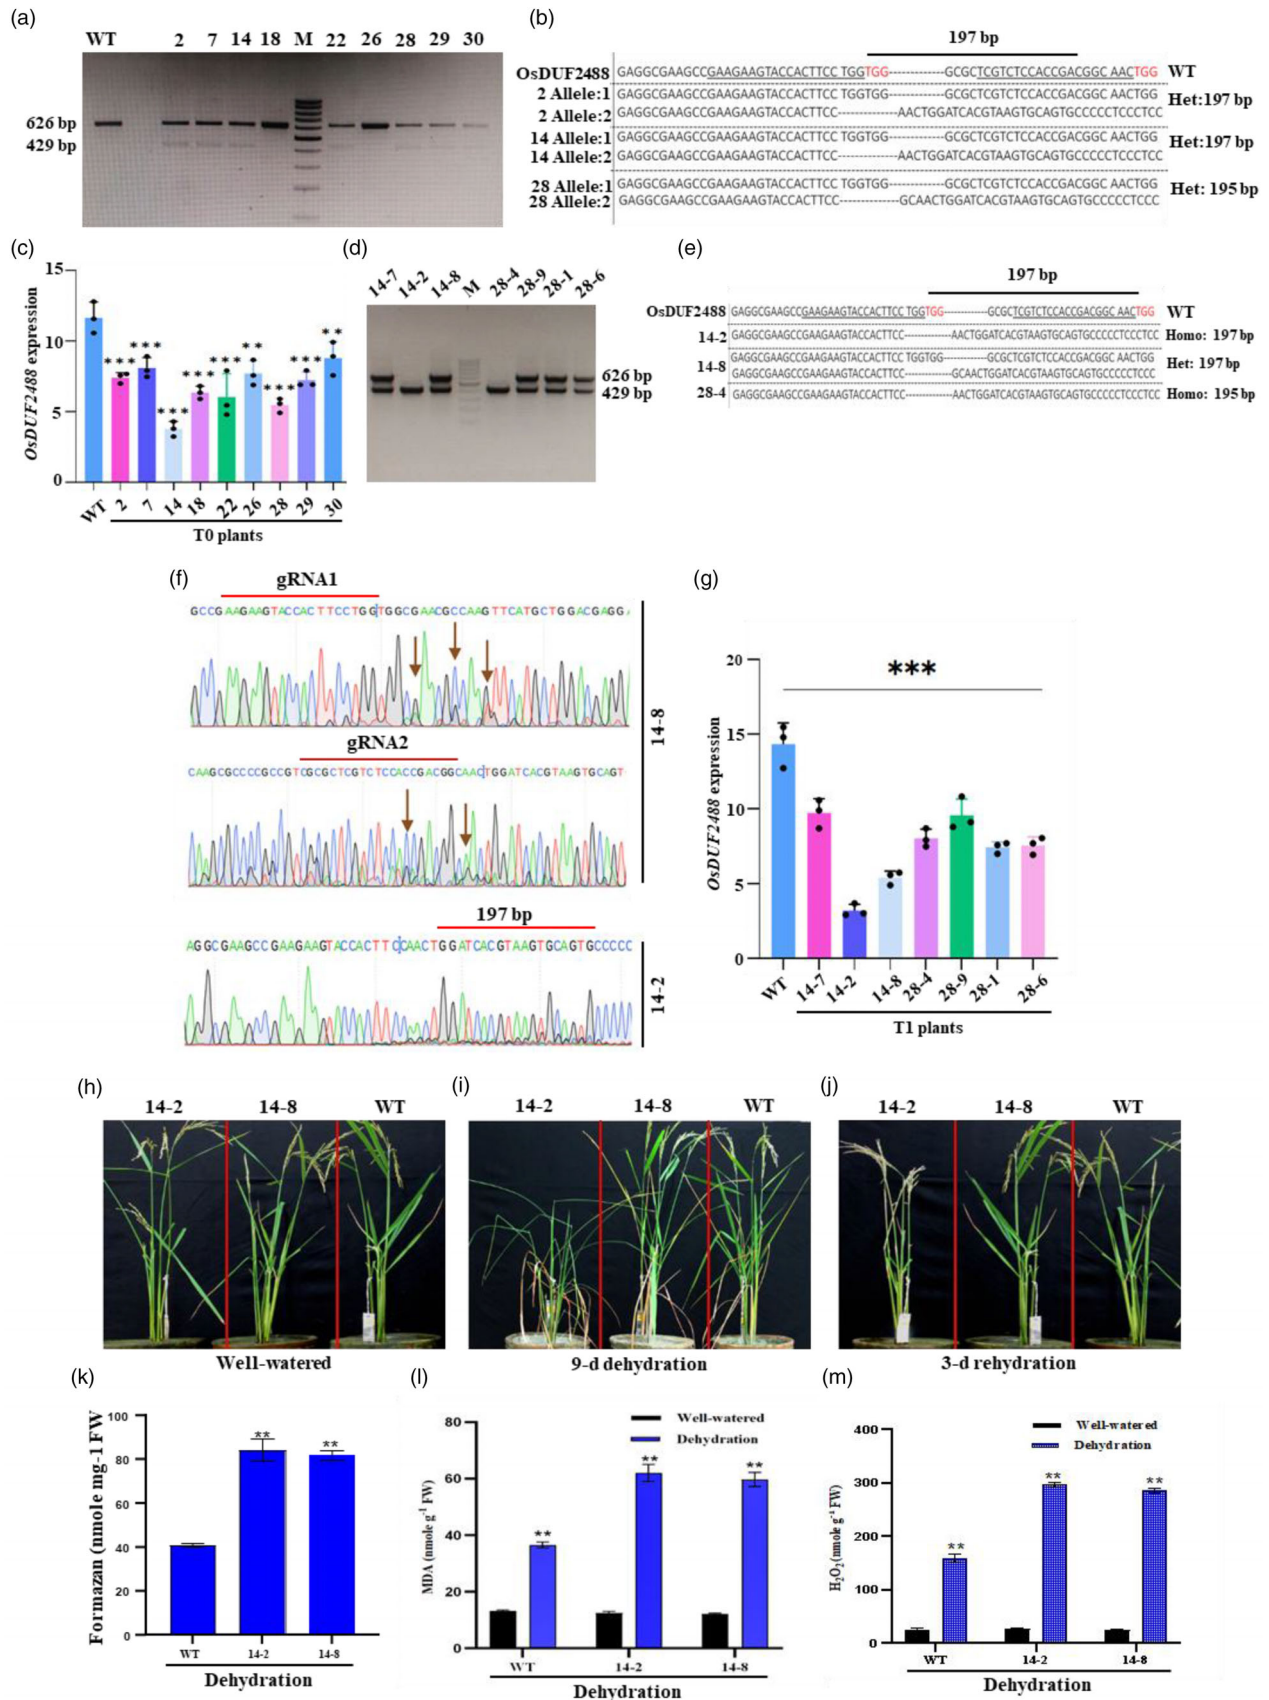 (a)
WT 2 7 14 18 M 22 26 28 29 30
626 bp
429 bp
(b)
197 bp
OsDUF2488 GAGGCGAAGCCGAAGAAGTACCACTTCC TGGTGG-------------GCGCTCGTCTCCACCGACGGC AACTGG WT
2 Allele:1 GAGGCGAAGCCGAAGAAGTACCACTTCC TGGTGG-------------GCGCTCGTCTCCACCGACGGC AACTGG
Het:197 bp
2 Allele:2 GAGGCGAAGCCGAAGAAGTACCACTTCC--------------AACTGGATCACGTAAGTGCAGTGCCCCCTCCCTCC
14 Allele:1 GAGGCGAAGCCGAAGAAGTACCACTTCC TGGTGG-------------GCGCTCGTCTCCACCGACGGC AACTGG
Het:197 bp
14 Allele:2 GAGGCGAAGCCGAAGAAGTACCACTTCC--------------AACTGGATCACGTAAGTGCAGTGCCCCCTCCCTCC
28 Allele:1 GAGGCGAAGCCGAAGAAGTACCACTTCC TGGTGG-------------GCGCTCGTCTCCACCGACGGC AACTGG
Het: 195 bp
28 Allele:2 GAGGCGAAGCCGAAGAAGTACCACTTCC--------------GCAACTGGATCACGTAAGTGCAGTGCCCCCTCCC
(c)
OsDUF2488 expression
15
10
5
0
*** *** *** *** *** ** *** *** **
WT 2 7 14 18 22 26 28 29 30
T0 plants
(d)
14-7 14-2 14-8 M 28-4 28-9 28-1 28-6
626 bp
429 bp
(e)
197 bp
OsDUF2488 GAGGCGAAGCCGAAGAAGTACCACTTCC TGGTGG-------------GCGCTCGTCTCCACCGACGGC AACTGG WT
14-2 GAGGCGAAGCCGAAGAAGTACCACTTCC--------------AACTGGATCACGTAAGTGCAGTGCCCCCTCCCTCC Homo: 197 bp
14-8 GAGGCGAAGCCGAAGAAGTACCACTTCC TGGTGG-------------GCGCTCGTCTCCACCGACGGC AACTGG
Het: 197 bp
GAGGCGAAGCCGAAGAAGTACCACTTCC--------------GCAACTGGATCACGTAAGTGCAGTGCCCCCTCCC
28-4 GAGGCGAAGCCGAAGAAGTACCACTTCC--------------AACTGGATCACGTAAGTGCAGTGCCCCCTCCCTCC Homo: 195 bp
(f)
gRNA1
GCCGAAGAAGTACCACTTCCTGGTGGCGAACGCCAAGTTCATGCTGGACGAGGA
gRNA2
CAAGCGCCCCGCCGTCGCGCTCGTCTCCACCGACGGCAACTGGATCACGTAAGTGCAGT
14-8
197 bp
AGGCGAAGCCGAAGAAGTACCACTTCCAACTGGATCACGTAAGTGCAGTGCCCCC
14-2
(g)
OsDUF2488 expression
20
15
10
5
0
***
WT 14-7 14-2 14-8 28-4 28-9 28-1 28-6
T1 plants
(h)
14-2 14-8 WT
Well-watered
(i)
14-2 14-8 WT
9-d dehydration
(j)
14-2 14-8 WT
3-d rehydration
(k)
Formazan (nmole mg-1 FW
100
80
60
40
20
0
** **
WT 14-2 14-8
Dehydration
(l)
Well-watered
Dehydration
MDA (nmole g⁻¹ FW)
80
60
40
20
0
** ** **
WT 14-2 14-8
Dehydration
(m)
Well-watered
Dehydration
H₂O₂ (nmole g⁻¹ FW)
400
300
200
100
0
** ** **
WT 14-2 14-8
Dehydration